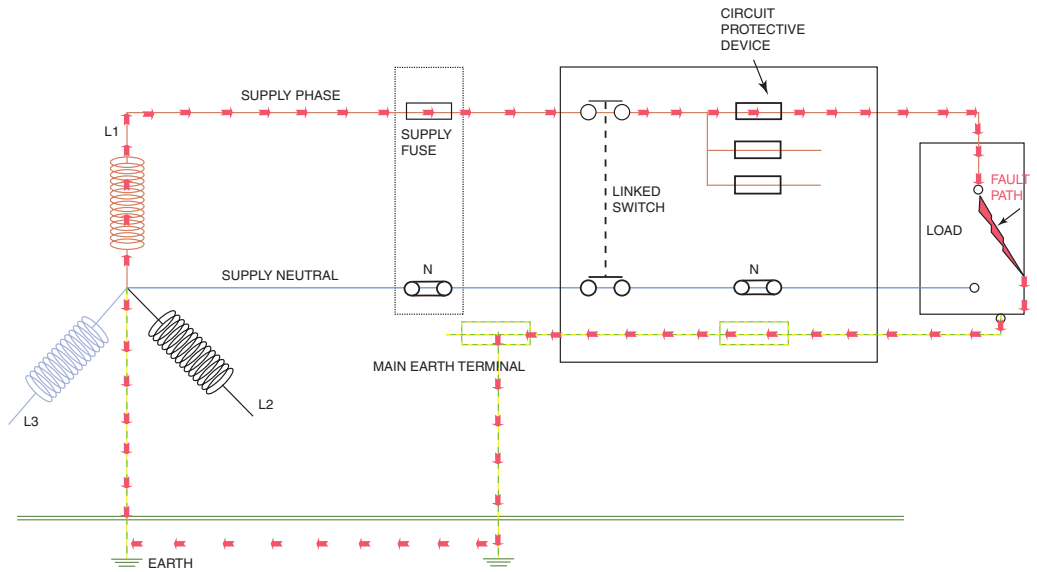 CIRCUIT
PROTECTIVE
DEVICE
SUPPLY PHASE
L1
SUPPLY
FUSE
LINKED
SWITCH
FAULT
PATH
LOAD
SUPPLY NEUTRAL
N
N
MAIN EARTH TERMINAL
L3
L2
EARTH